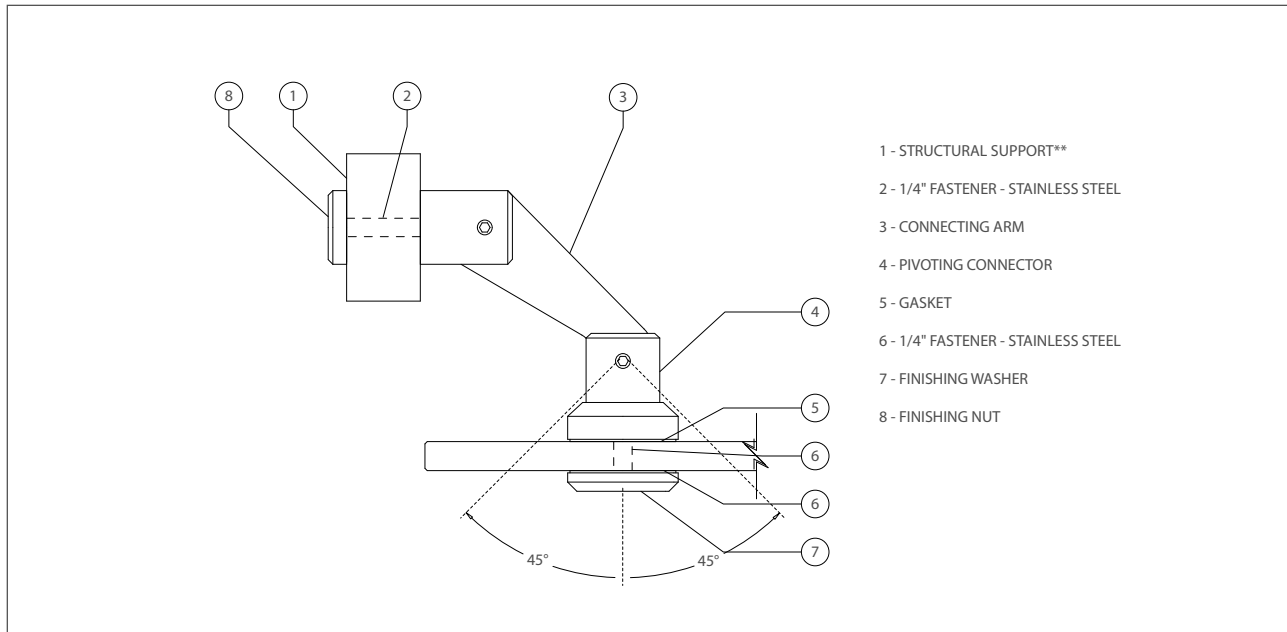 8
1
2
3
1 - STRUCTURAL SUPPORT**
2 - 1/4" FASTENER - STAINLESS STEEL
3 - CONNECTING ARM
4 - PIVOTING CONNECTOR
5 - GASKET
6 - 1/4" FASTENER - STAINLESS STEEL
7 - FINISHING WASHER
8 - FINISHING NUT
4
5
6
6
7
45°
45°